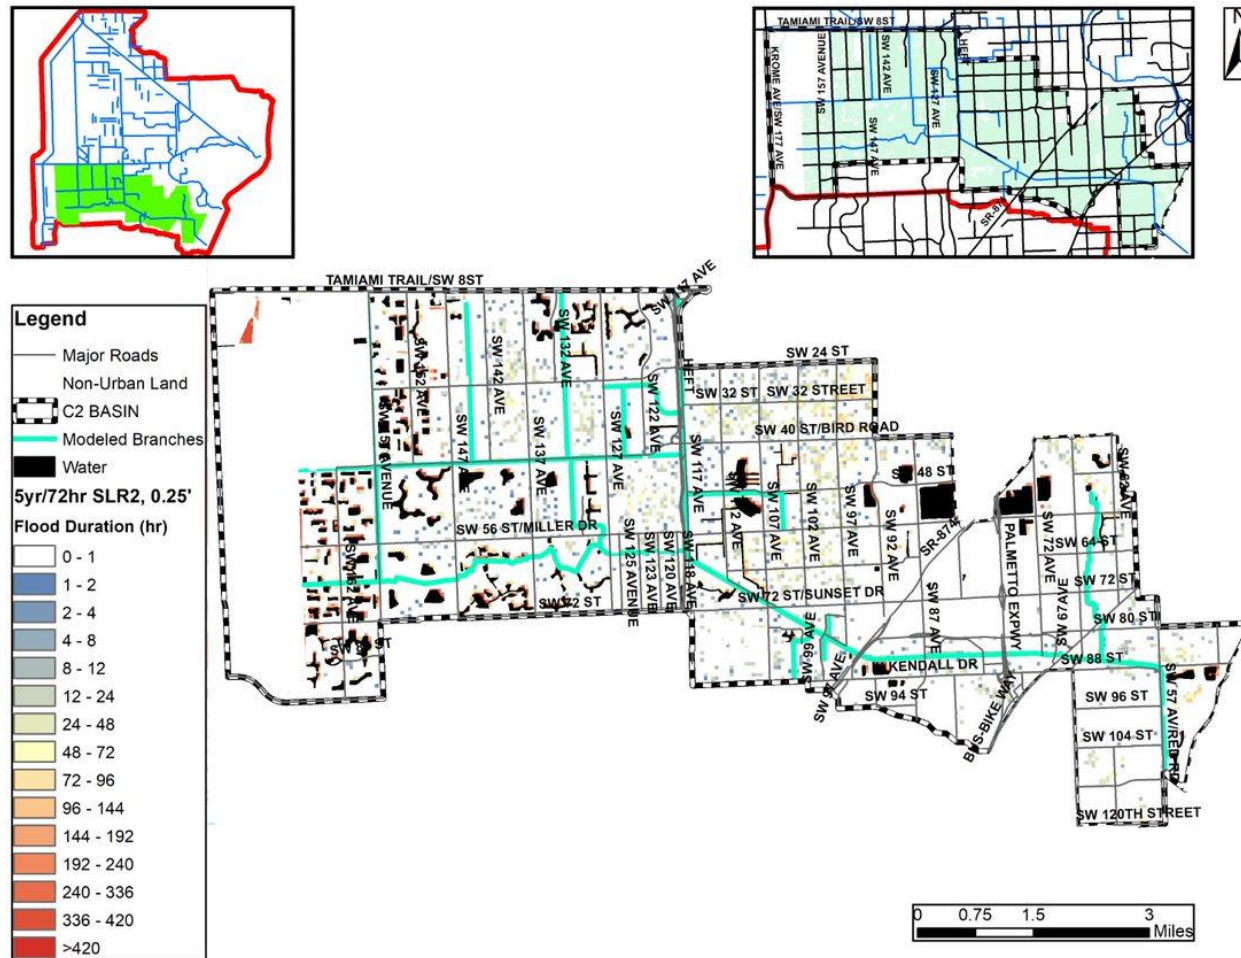 TAMIAMI TRAIL/SW 8ST
HEFT
KROME AVE/SW 177 AVE
SW 157 AVENUE
SW 142 AVE
SW 127 AVE
SW 147 AVE
SR-874
N
TAMIAMI TRAIL/SW 8ST
SW 117 AVE
SW 24 ST
SW 132 AVE
SW 142 AVE
SW 152 AVE
HEFT
SW 32 ST
SW 32 STREET
SW 122 AVE
SW 40 ST/BIRD ROAD
SW 147 AVE
SW 137 AVE
SW 127 AVE
SW 117 AVE
48 ST
SW 107 AVE
SW 102 AVE
SW 97 AVE
SW 92 AVE
SW 56 ST/MILLER DR
SW 125 AVENUE
SW 123 AVE
SW 120 AVE
SW 118 AVE
SR-874
PALMETTO EXPWY
SW 72 AVE
SW 64 ST
SW 162 AVE
SW 72 ST
SW 72 ST/SUNSET DR
SW 87 AVE
SW 67 AVE
SW 72 ST
SW 80 ST
SW 99 AVE
SW 97 AVE
KENDALL DR
SW 88 ST
SW 94 ST
BUS-BIKE WAY
SW 96 ST
SW 57 AV/RED RD
SW 104 ST
SW 120TH STREET
Legend
Major Roads
Non-Urban Land
C2 BASIN
Modeled Branches
Water
5yr/72hr SLR2, 0.25'
Flood Duration (hr)
0 - 1
1 - 2
2 - 4
4 - 8
8 - 12
12 - 24
24 - 48
48 - 72
72 - 96
96 - 144
144 - 192
192 - 240
240 - 336
336 - 420
>420
0 0.75 1.5 3
Miles